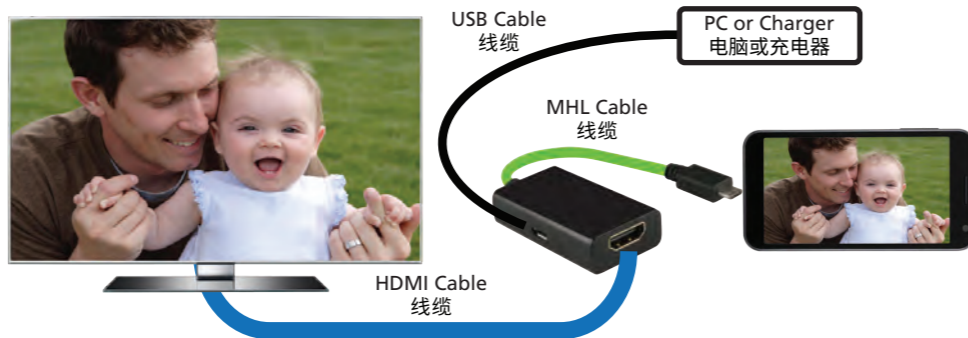 USB Cable
线缆
PC or Charger
电脑或充电器
MHL Cable
线缆
HDMI Cable
线缆